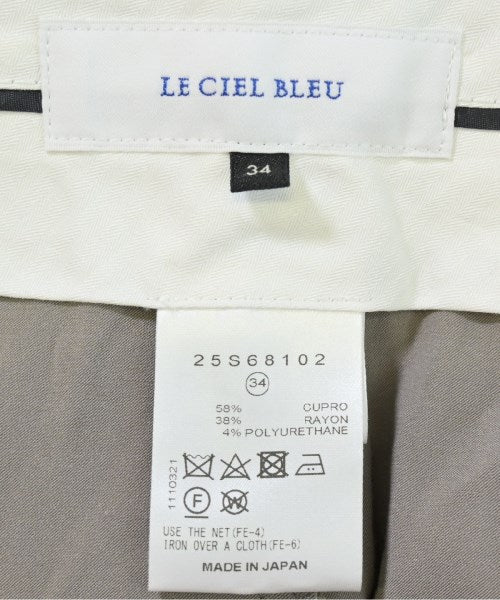 LE CIEL BLEU
34
25S68102
34
58% CUPRO
38% RAYON
4% POLYURETHANE
1110321
F W
USE THE NET(FE-4)
IRON OVER A CLOTH(FE-6)
MADE IN JAPAN